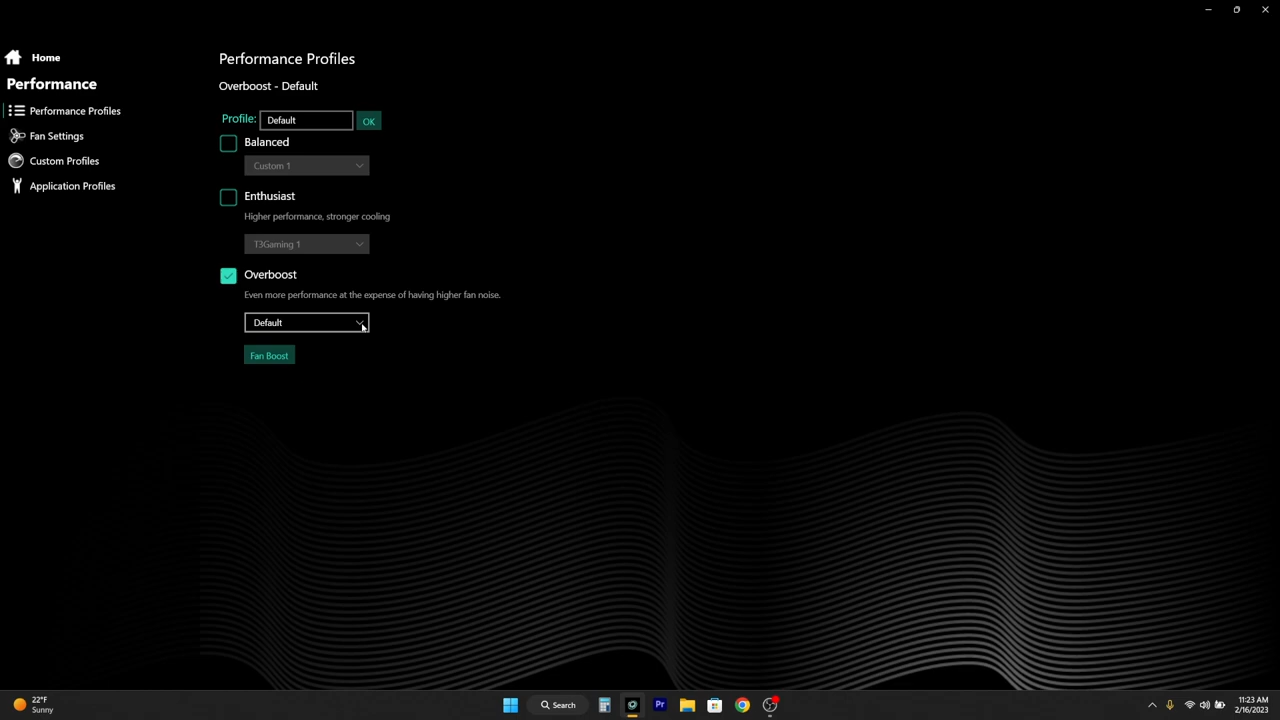 Home
Performance
Performance Profiles
Fan Settings
Custom Profiles
Application Profiles
Performance Profiles
Overboost - Default
Profile: Default OK
Balanced
Custom 1
Enthusiast
Higher performance, stronger cooling
T3Gaming 1
Overboost
Even more performance at the expense of having higher fan noise.
Default
Fan Boost
22°F
Sunny
Search
Pr
11:23 AM
2/16/2023